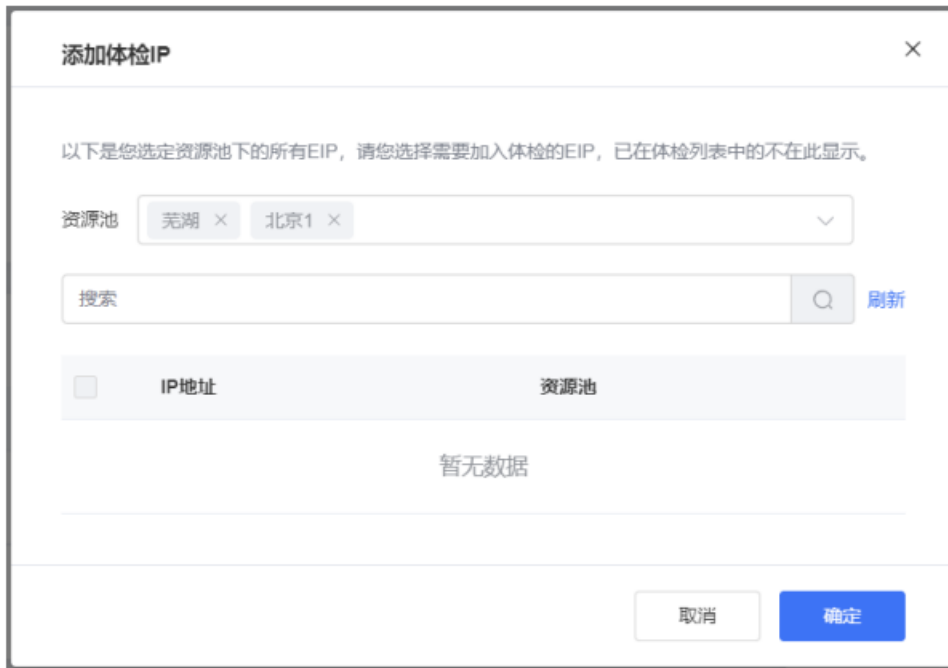 添加体检IP
以下是您选定资源池下的所有EIP，请您选择需要加入体检的EIP，已在体检列表中的不在此显示。
资源池 芜湖 × 北京1 ×
搜索 刷新
IP地址 资源池
暂无数据
取消 确定